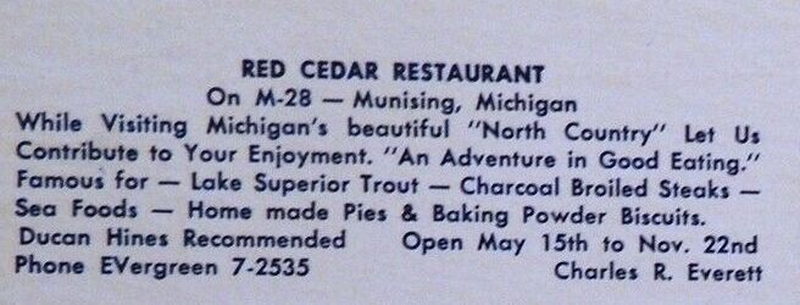 RED CEDAR RESTAURANT
On M-28 — Munising, Michigan
While Visiting Michigan's beautiful "North Country" Let Us
Contribute to Your Enjoyment. "An Adventure in Good Eating."
Famous for — Lake Superior Trout — Charcoal Broiled Steaks —
Sea Foods — Home made Pies & Baking Powder Biscuits.
Ducan Hines Recommended Open May 15th to Nov. 22nd
Phone EVergreen 7-2535 Charles R. Everett